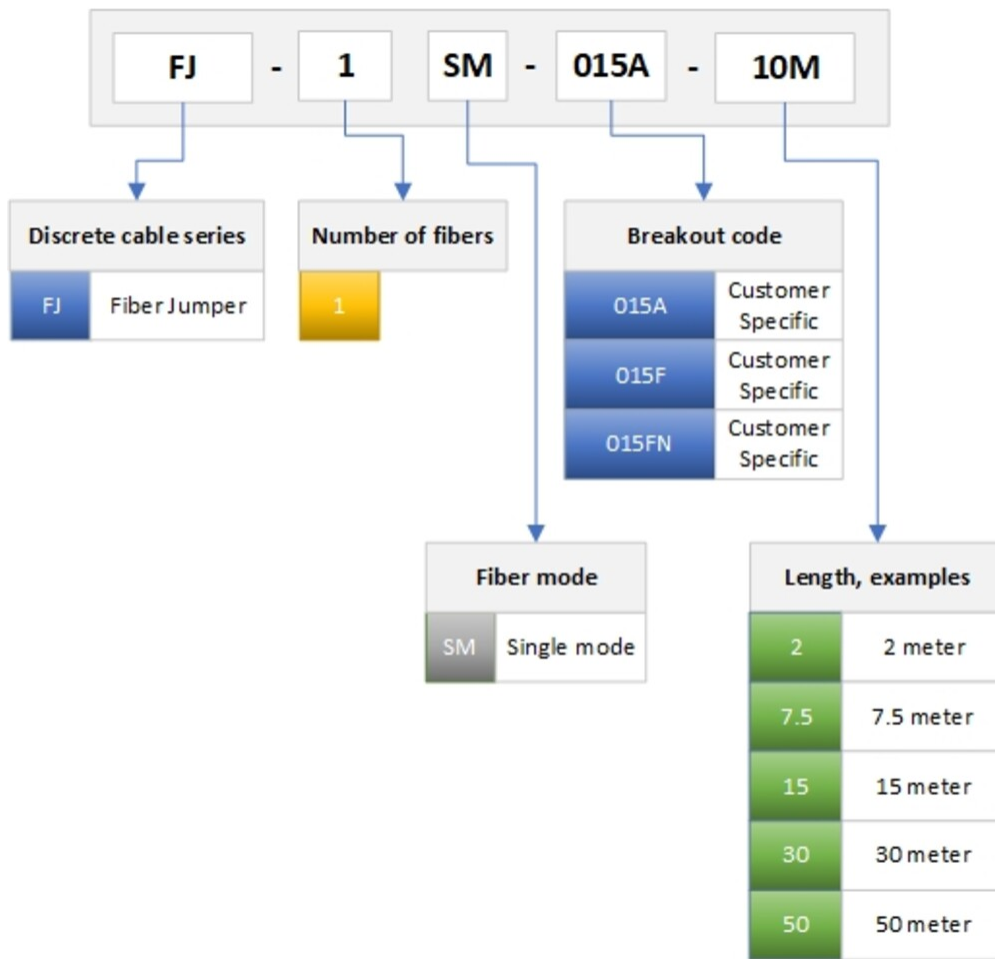 FJ - 1 SM - 015A - 10M
Discrete cable series
FJ Fiber Jumper
Number of fibers
1
Breakout code
015A Customer
Specific
015F Customer
Specific
015FN Customer
Specific
Fiber mode
SM Single mode
Length, examples
2 2 meter
7.5 7.5 meter
15 15 meter
30 30 meter
50 50 meter